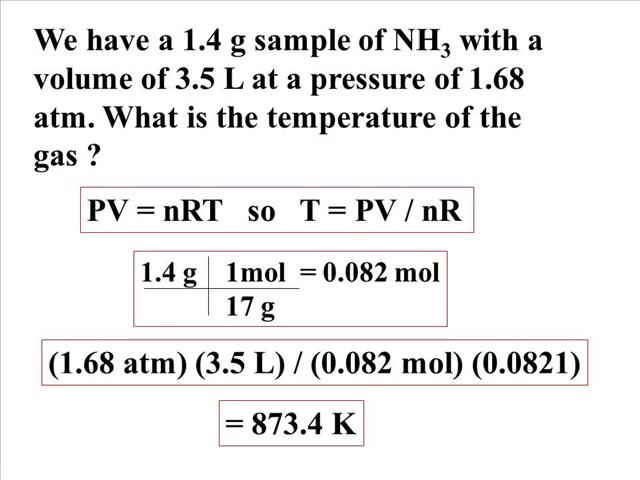 We have a 1.4 g sample of NH₃ with a
volume of 3.5 L at a pressure of 1.68
atm. What is the temperature of the
gas ?
PV = nRT so T = PV / nR
1.4 g 1mol = 0.082 mol
17 g
(1.68 atm) (3.5 L) / (0.082 mol) (0.0821)
= 873.4 K